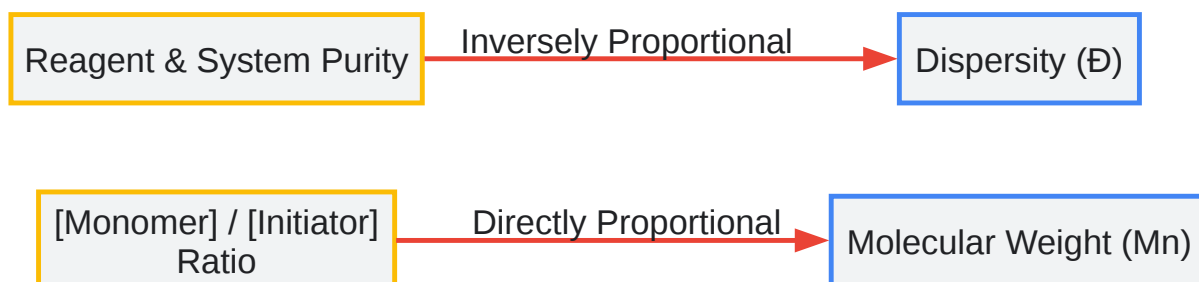 Reagent & System Purity
Inversely Proportional
Dispersity (Đ)
[Monomer] / [Initiator]
Ratio
Directly Proportional
Molecular Weight (Mn)